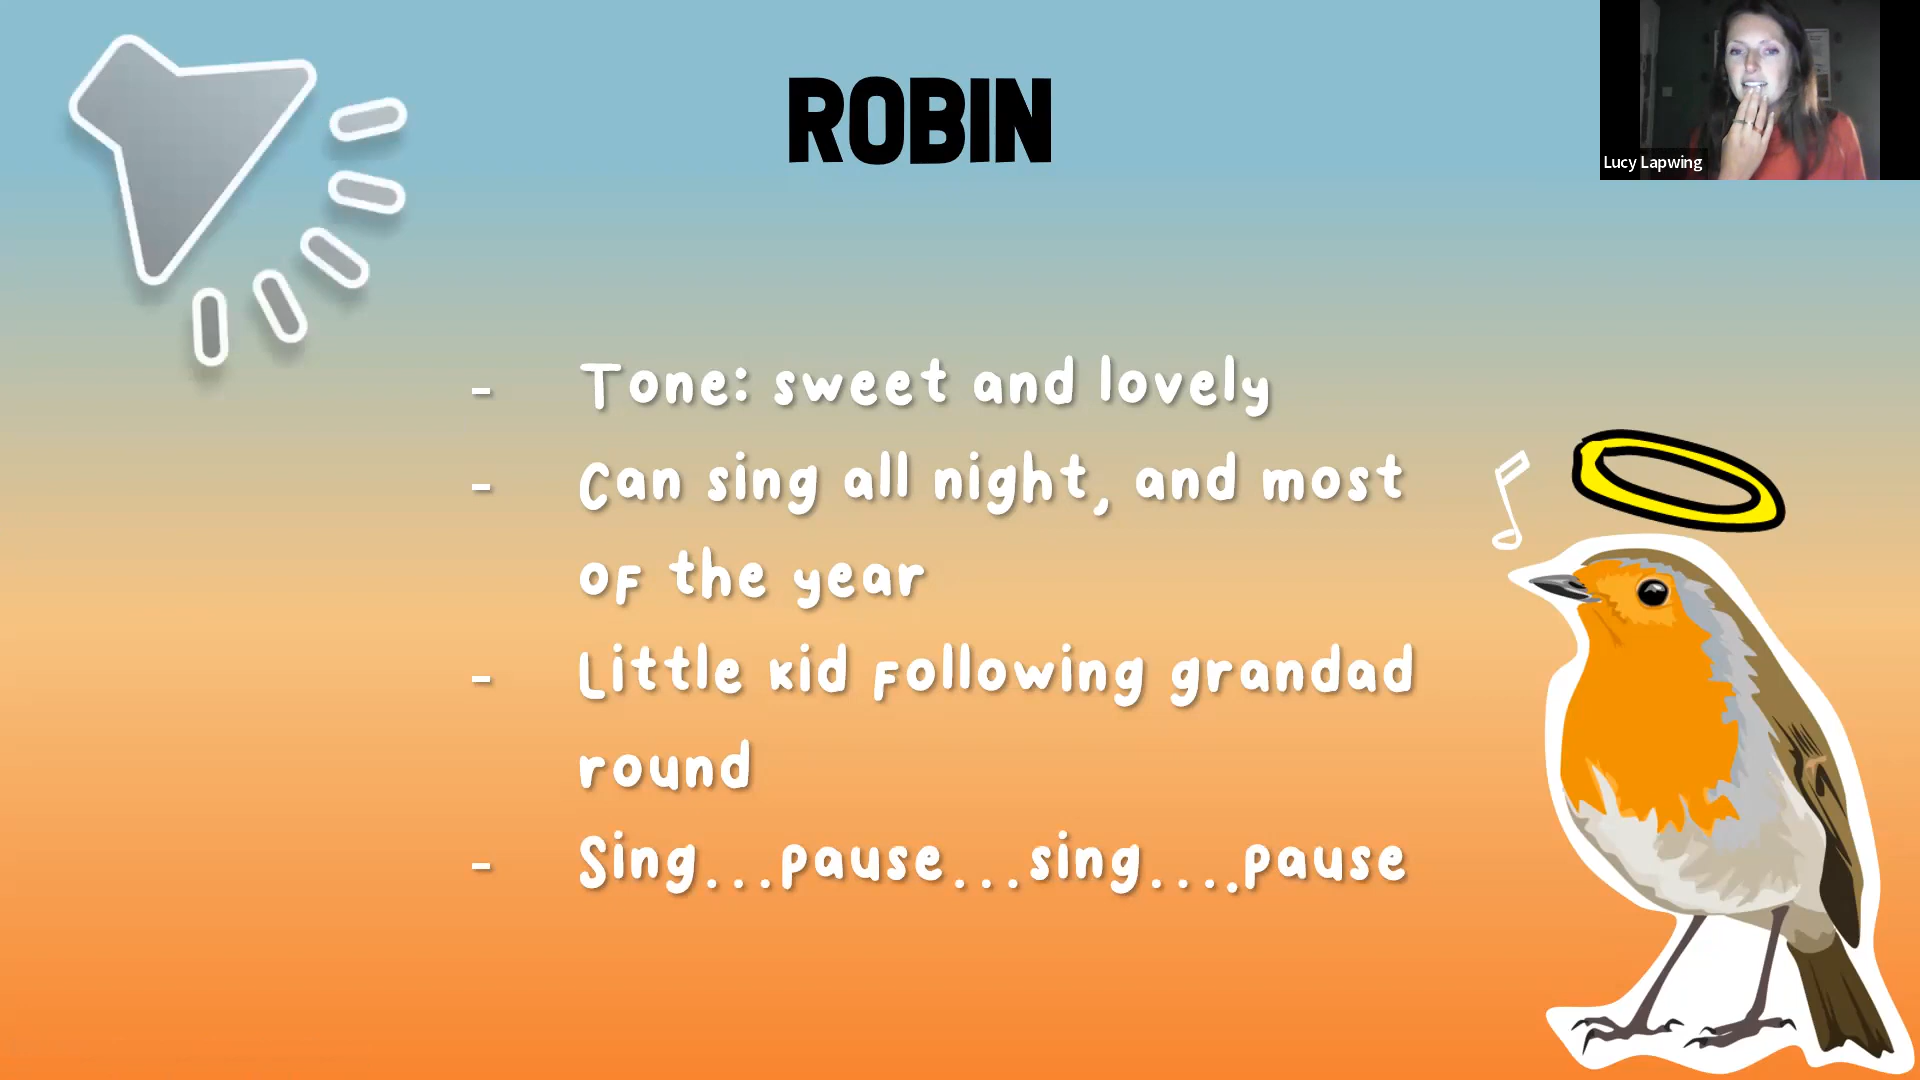 ROBIN
Lucy Lapwing
- Tone: sweet and lovely
- Can sing all night, and most
of the year
- Little kid following grandad
round
- Sing...pause...sing....pause